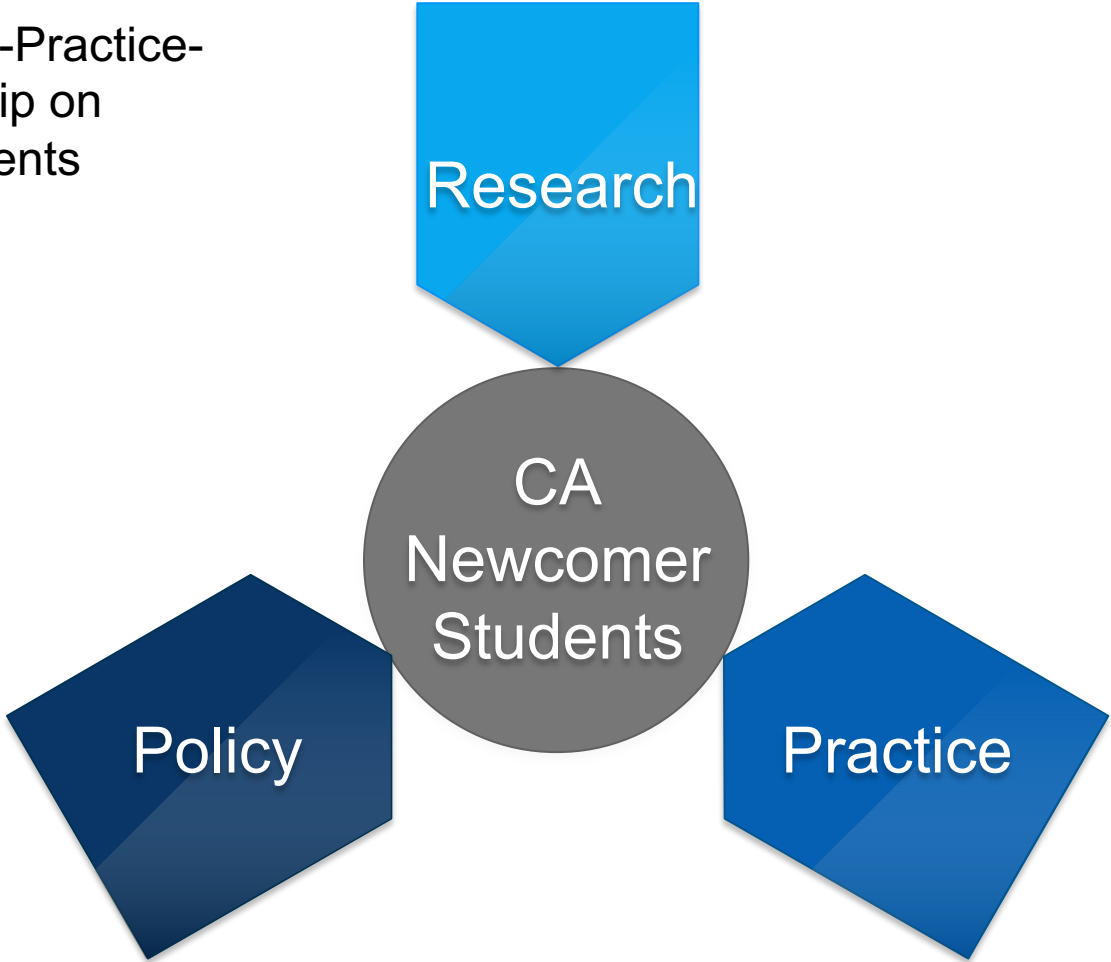 -Practice-
ip on
ents
Research
CA
Newcomer
Students
Policy
Practice